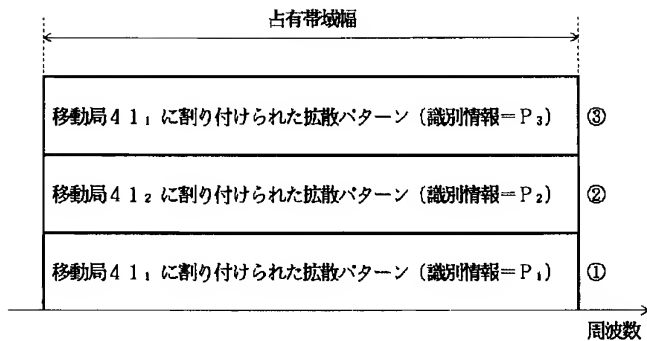 占有帯域幅
移動局41₁に割り付けられた拡散パターン(識別情報=P₃) ③
移動局41₂に割り付けられた拡散パターン(識別情報=P₂) ②
移動局41₁に割り付けられた拡散パターン(識別情報=P₁) ①
周波数